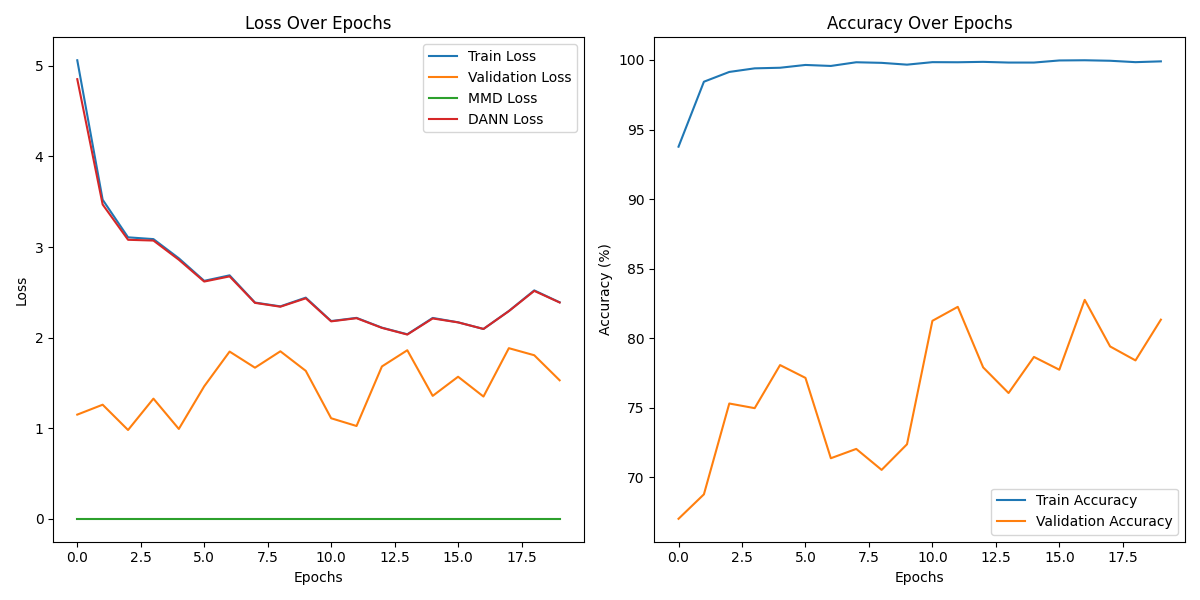 Loss Over Epochs
Loss
5
4
3
2
1
0
Train Loss
Validation Loss
MMD Loss
DANN Loss
0.0 2.5 5.0 7.5 10.0 12.5 15.0 17.5
Epochs
Accuracy Over Epochs
Accuracy (%)
100
95
90
85
80
75
70
Train Accuracy
Validation Accuracy
0.0 2.5 5.0 7.5 10.0 12.5 15.0 17.5
Epochs